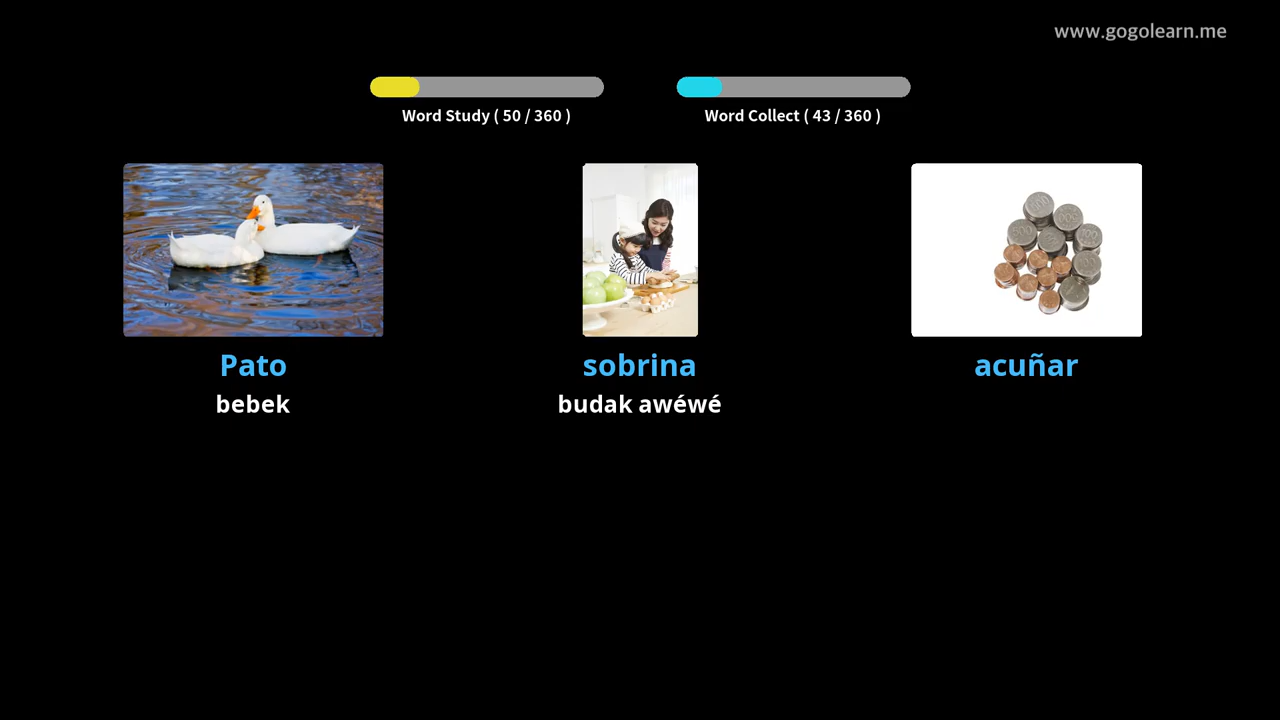 www.gogolearn.me
Word Study ( 50 / 360 )
Word Collect ( 43 / 360 )
Pato
bebek
sobrina
budak awéwé
acuñar